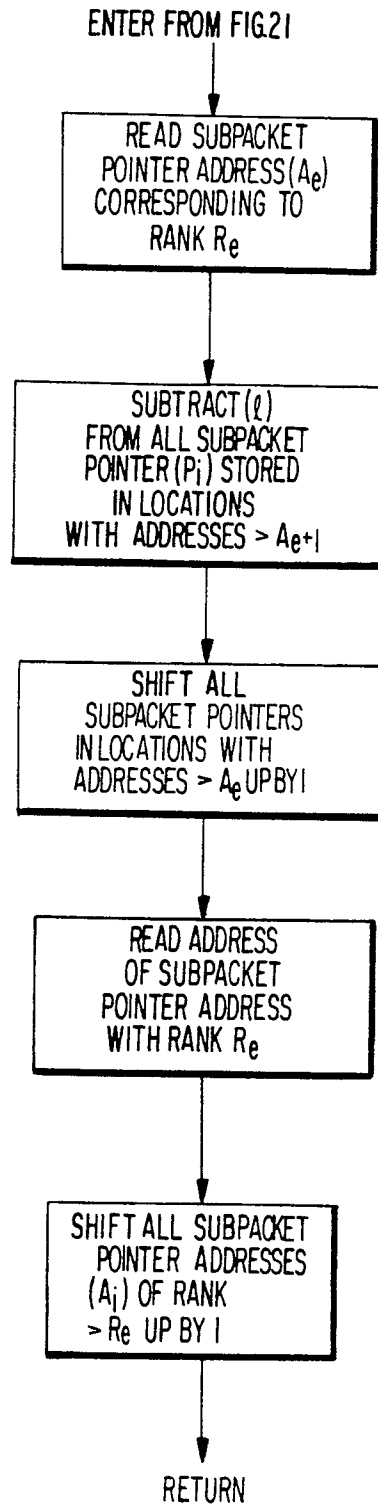 ENTER FROM FIG.21
READ SUBPACKET
POINTER ADDRESS (Ae)
CORRESPONDING TO
RANK Re
SUBTRACT (ℓ)
FROM ALL SUBPACKET
POINTER (Pi) STORED
IN LOCATIONS
WITH ADDRESSES > Ae+1
SHIFT ALL
SUBPACKET POINTERS
IN LOCATIONS WITH
ADDRESSES > Ae UP BY 1
READ ADDRESS
OF SUBPACKET
POINTER ADDRESS
WITH RANK Re
SHIFT ALL SUBPACKET
POINTER ADDRESSES
(Ai) OF RANK
> Re UP BY 1
RETURN